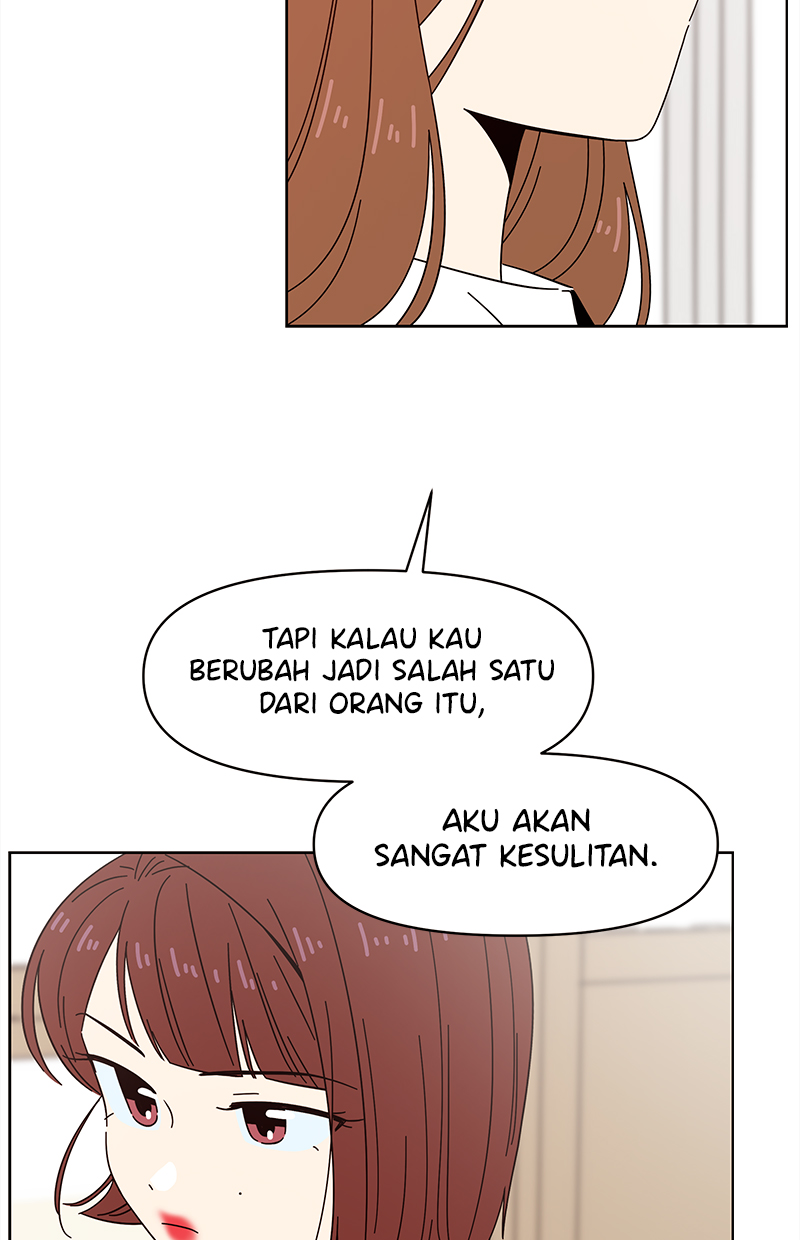 TAPI KALAU KAU
BERUBAH JADI SALAH SATU
DARI ORANG ITU,
AKU AKAN
SANGAT KESULITAN.